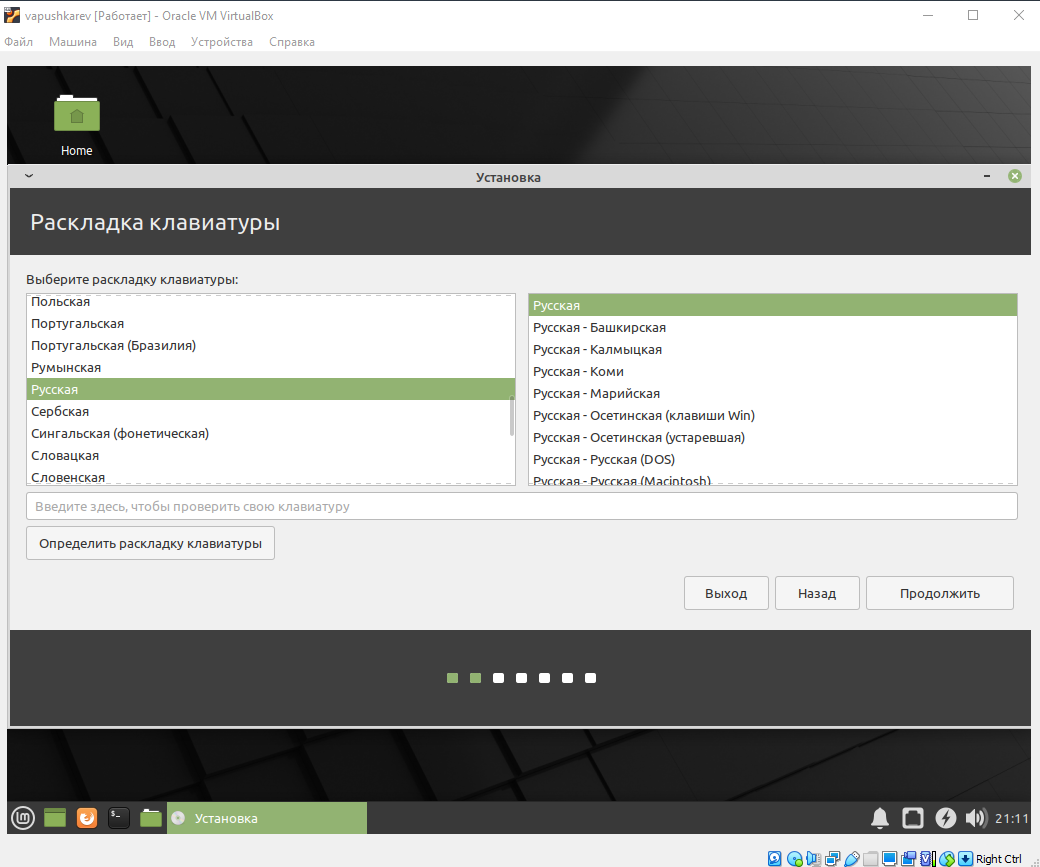 vapushkarev [Работает] - Oracle VM VirtualBox
Файл Машина Вид Ввод Устройства Справка
Home
Установка
Раскладка клавиатуры
Выберите раскладку клавиатуры:
Польская
Португальская
Португальская (Бразилия)
Румынская
Русская
Сербская
Сингальская (фонетическая)
Словацкая
Словенская
Русская
Русская - Башкирская
Русская - Калмыцкая
Русская - Коми
Русская - Марийская
Русская - Осетинская (клавиши Win)
Русская - Осетинская (устаревшая)
Русская - Русская (DOS)
Русская - Русская (Macintosh)
Введите здесь, чтобы проверить свою клавиатуру
Определить раскладку клавиатуры
Выход Назад Продолжить
Установка 21:11
Right Ctrl